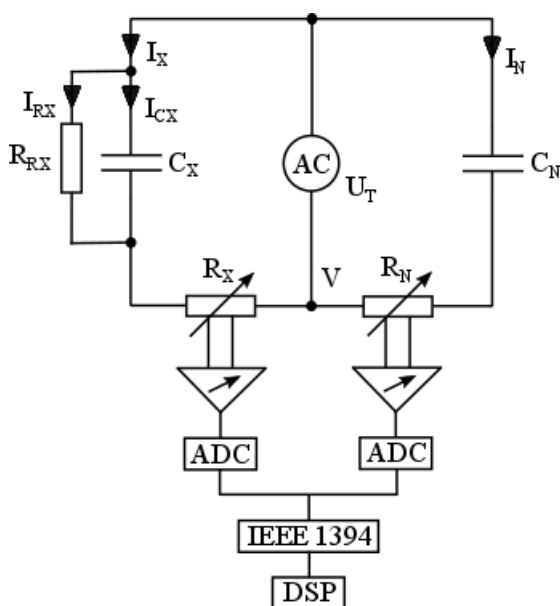 I_X
I_N
I_RX
I_CX
R_RX
C_X
AC
U_T
C_N
R_X
V
R_N
ADC
ADC
IEEE 1394
DSP